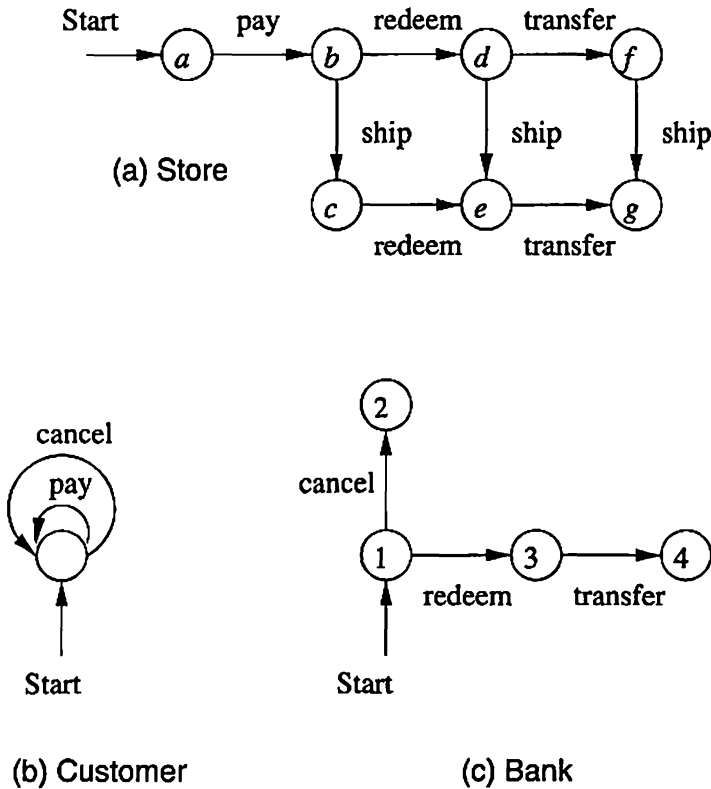 Start pay redeem transfer
a b d f
ship ship ship
(a) Store
c e g
redeem transfer
2
cancel
cancel
pay
1 3 4
redeem transfer
Start Start
(b) Customer (c) Bank